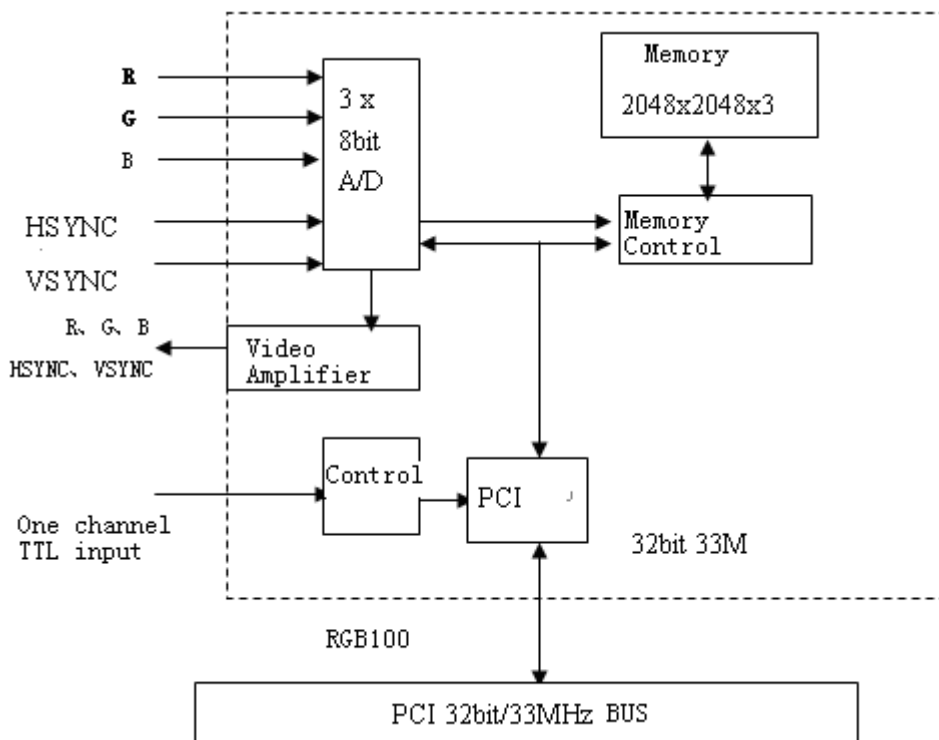 R
G
B
HSYNC
VSYNC
3 x
8bit
A/D
Memory
2048x2048x3
Memory
Control
R、G、B
HSYNC、VSYNC
Video
Amplifier
Control
PCI
One channel
TTL input
32bit 33M
RGB100
PCI 32bit/33MHz BUS